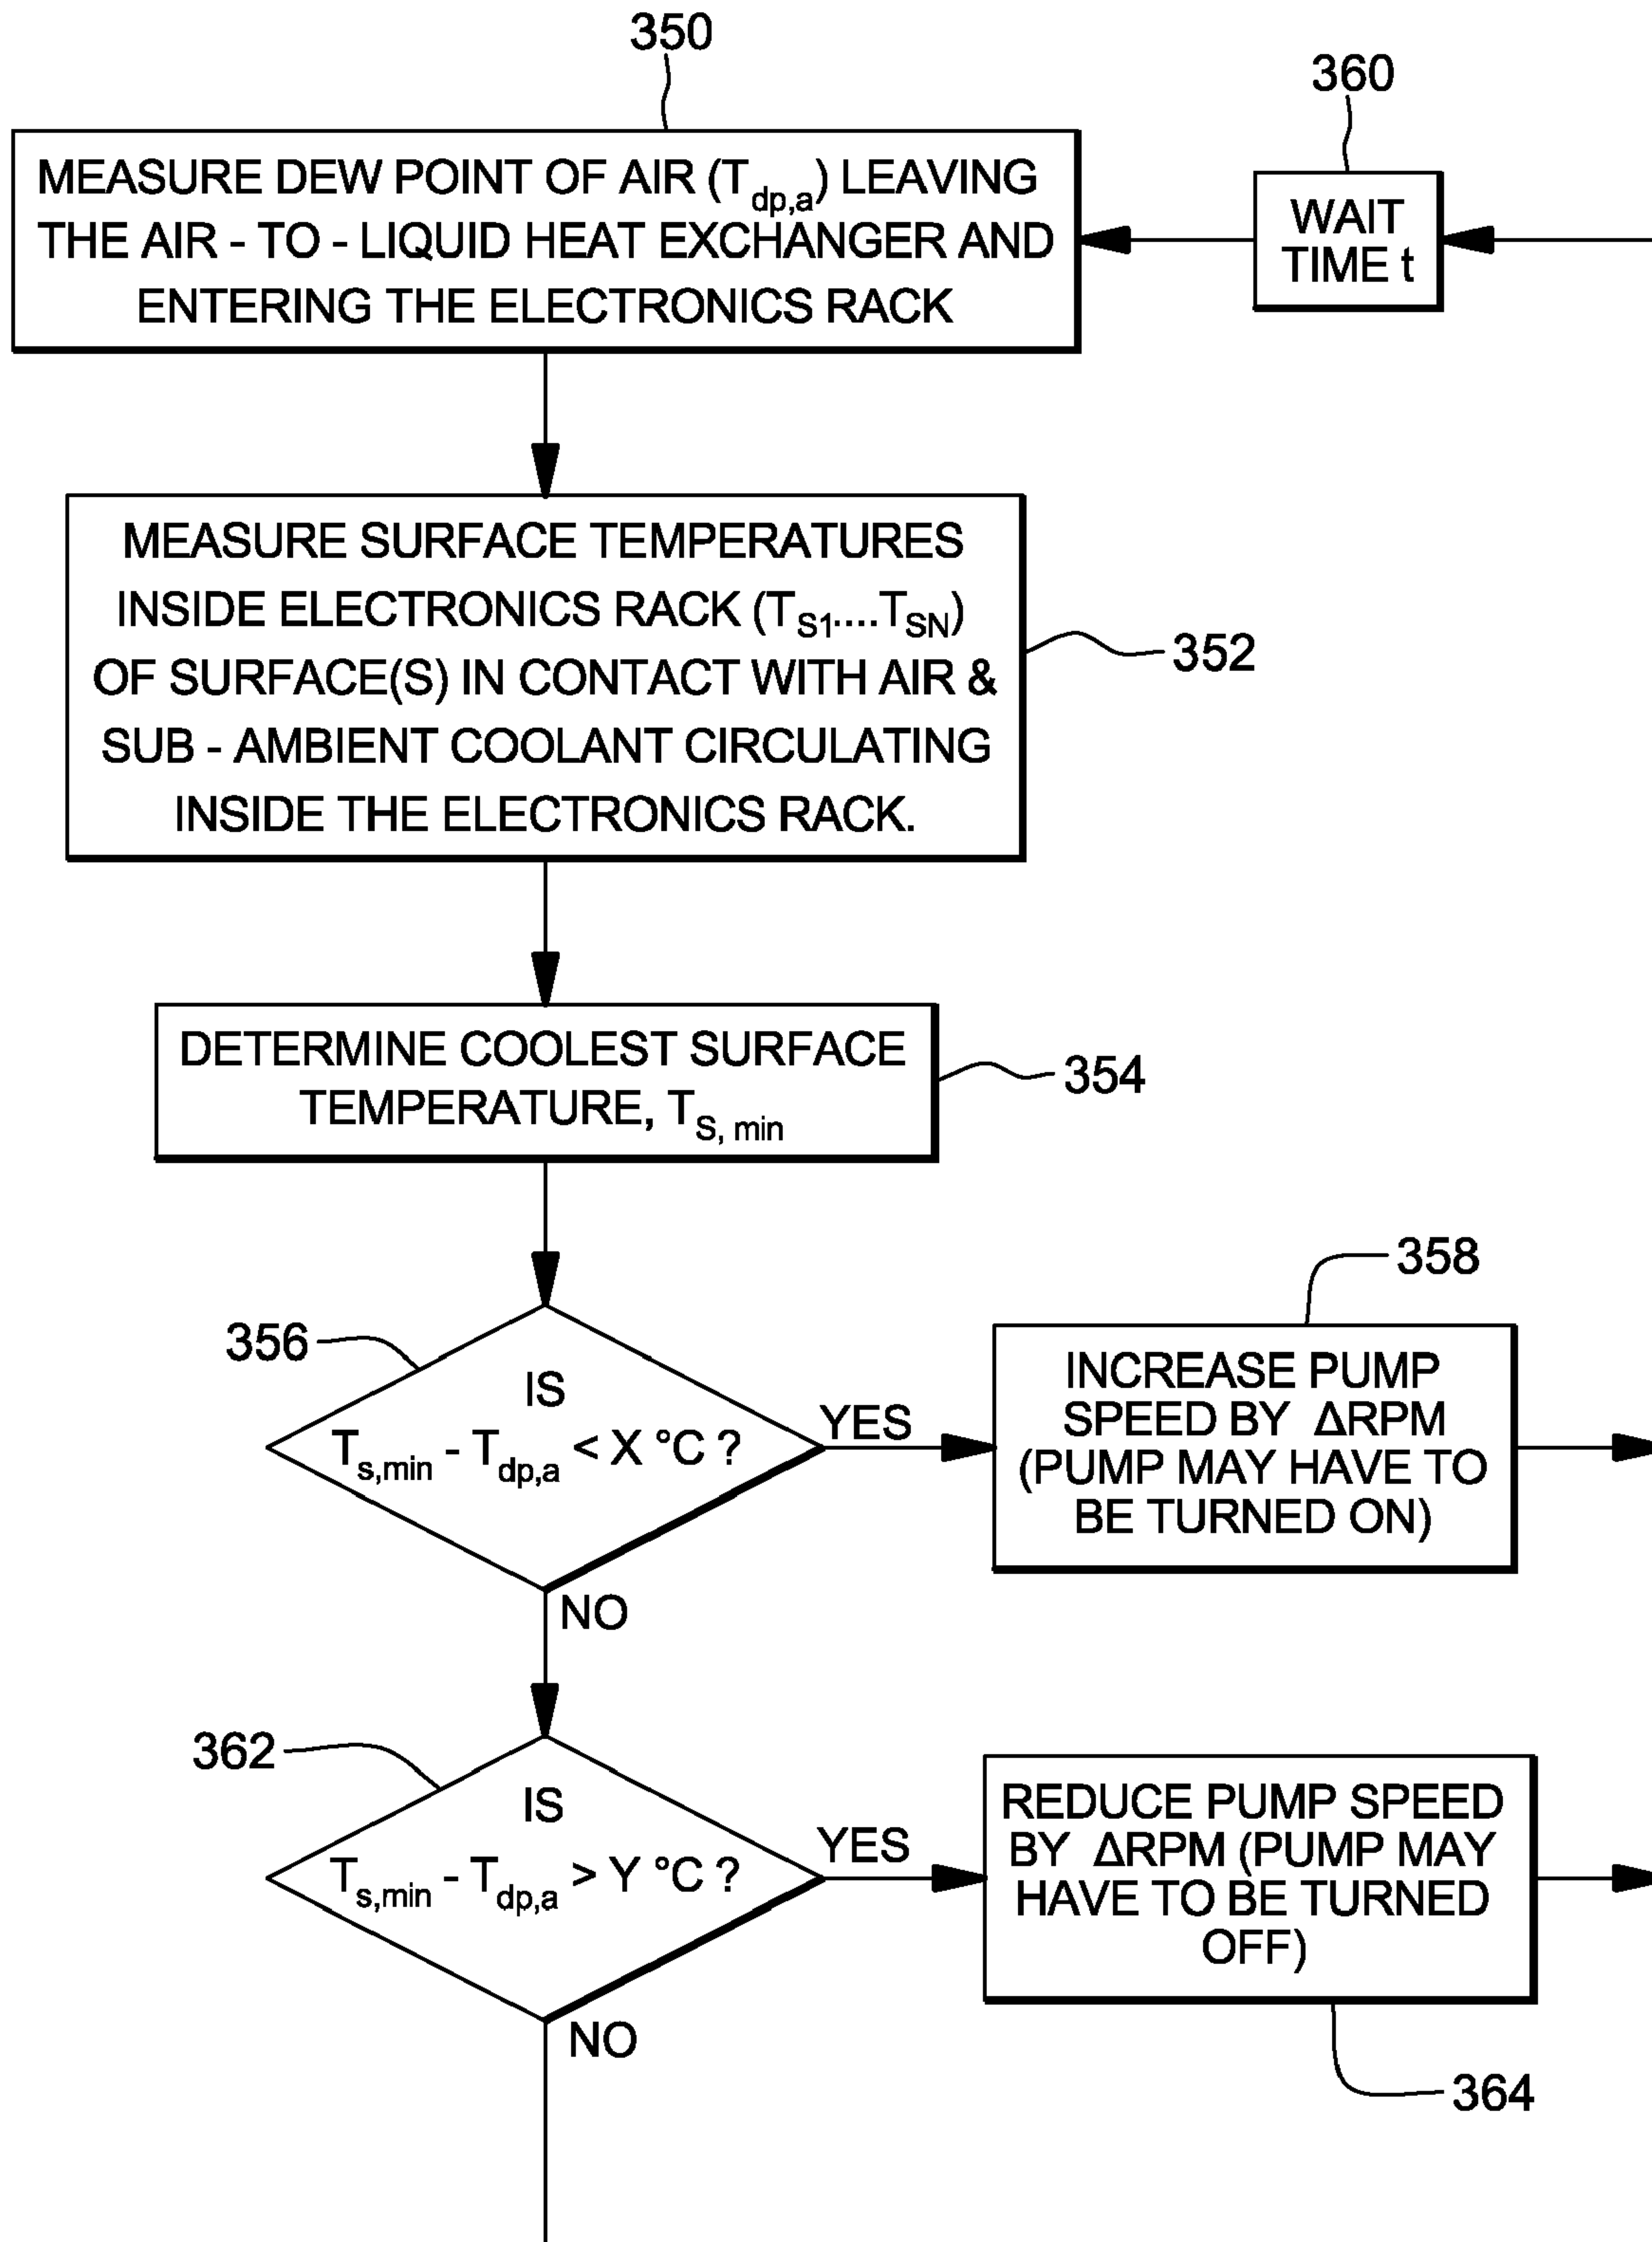 350
360
MEASURE DEW POINT OF AIR (Tdp,a) LEAVING
THE AIR - TO - LIQUID HEAT EXCHANGER AND
ENTERING THE ELECTRONICS RACK
WAIT
TIME t
MEASURE SURFACE TEMPERATURES
INSIDE ELECTRONICS RACK (TS1....TSN)
OF SURFACE(S) IN CONTACT WITH AIR &
SUB - AMBIENT COOLANT CIRCULATING
INSIDE THE ELECTRONICS RACK.
352
DETERMINE COOLEST SURFACE
TEMPERATURE, TS, min
354
356
IS
Ts,min - Tdp,a < X °C ?
YES
NO
358
INCREASE PUMP
SPEED BY ΔRPM
(PUMP MAY HAVE TO
BE TURNED ON)
362
IS
Ts,min - Tdp,a > Y °C ?
YES
NO
REDUCE PUMP SPEED
BY ΔRPM (PUMP MAY
HAVE TO BE TURNED
OFF)
364